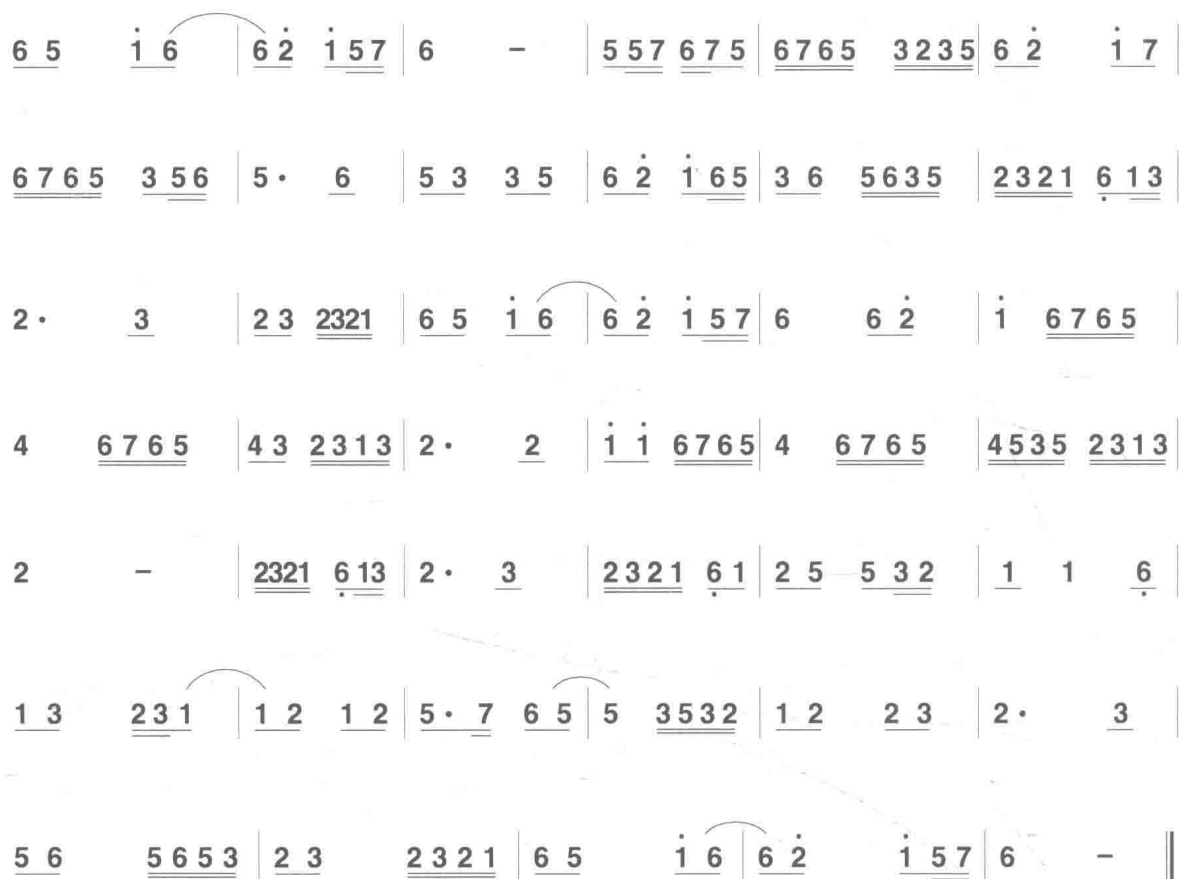 6 5 i̇ 6 | 6 2̇ i̇ 5 7 | 6 – | 5 5 7 6 7 5 | 6 7 6 5 3 2 3 5 | 6 2̇ i̇ 7 |
6 7 6 5 3 5 6 | 5 · 6 | 5 3 3 5 | 6 2̇ 1̇ 6 5 | 3 6 5 6 3 5 | 2 3 2 1 6̣ 1 3 |
2 · 3 | 2 3 2 3 2 1 | 6 5 1̇ 6 | 6 2̇ 1̇ 5 7 | 6 6 2̇ | 1̇ 6 7 6 5 |
4 6 7 6 5 | 4 3 2 3 1 3 | 2 · 2 | 1̇ 1̇ 6 7 6 5 | 4 6 7 6 5 | 4 5 3 5 2 3 1 3 |
2 – | 2 3 2 1 6̣ 1 3 | 2 · 3 | 2 3 2 1 6̣ 1 | 2 5 5 3 2 | 1 1 6̣ |
1 3 2 3 1 | 1 2 1 2 | 5 · 7 6 5 | 5 3 5 3 2 | 1 2 2 3 | 2 · 3 |
5 6 5 6 5 3 | 2 3 2 3 2 1 | 6 5 1̇ 6 | 6 2̇ 1̇ 5 7 | 6 – ‖